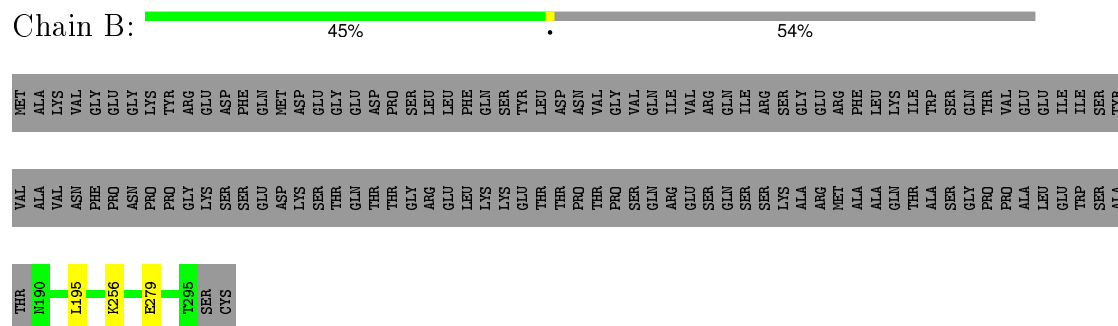 Chain B:
45% • 54%
MET ALA LYS VAL GLY GLU GLY LYS TYR ARG GLU ASP PHE GLN MET ASP GLU GLY GLU ASP PRO SER LEU LEU PHE GLN SER TYR LEU ASP ASN VAL GLY VAL GLN ILE VAL ARG GLN ILE ARG SER GLY GLU ARG PHE LEU LYS ILE TRP SER GLN THR VAL GLU GLU ILE ILE SER TRP
VAL ALA VAL ASN PHE PRO ASN PRO PRO GLY LYS SER SER GLU ASP LYS SER THR GLN THR THR GLY ARG GLU LEU LYS LYS GLU THR THR PRO THR PRO SER GLN ARG GLU SER GLN SER SER LYS ALA ARG MET ALA ALA GLN THR ALA SER GLY PRO PRO ALA LEU GLU TRP SER ALA
THR N190 L195 K256 E279 T295 SER CYS